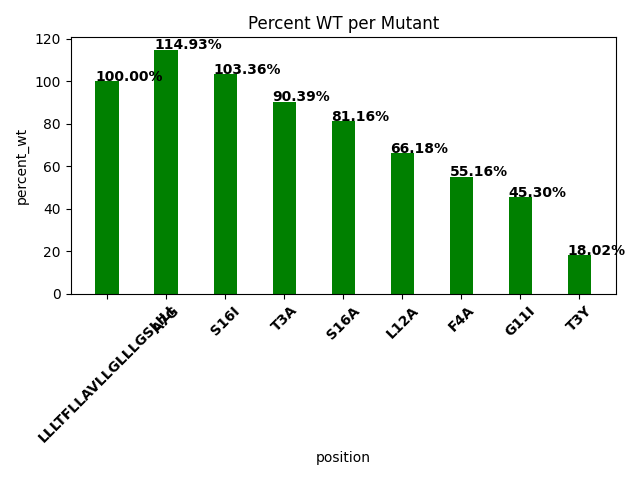 Percent WT per Mutant
percent_wt
120
100
80
60
40
20
0
100.00%
114.93%
103.36%
90.39%
81.16%
66.18%
55.16%
45.30%
18.02%
A7G
S16I
T3A
S16A
L12A
F4A
G11I
T3Y
position